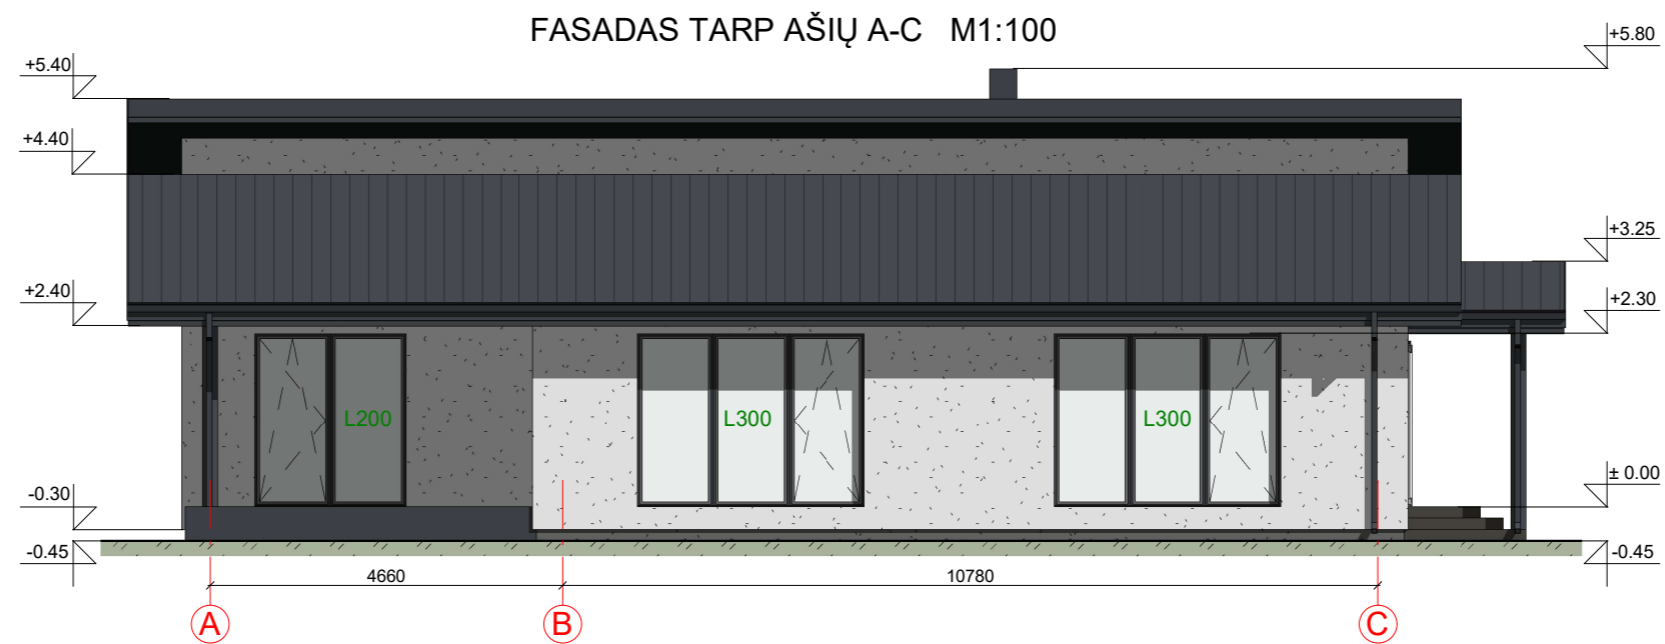 FASADAS TARP AŠIŲ A-C M1:100
+5.80
+5.40
+4.40
+3.25
+2.40
+2.30
L200
L300
L300
-0.30
± 0.00
-0.45
-0.45
4660
10780
A
B
C